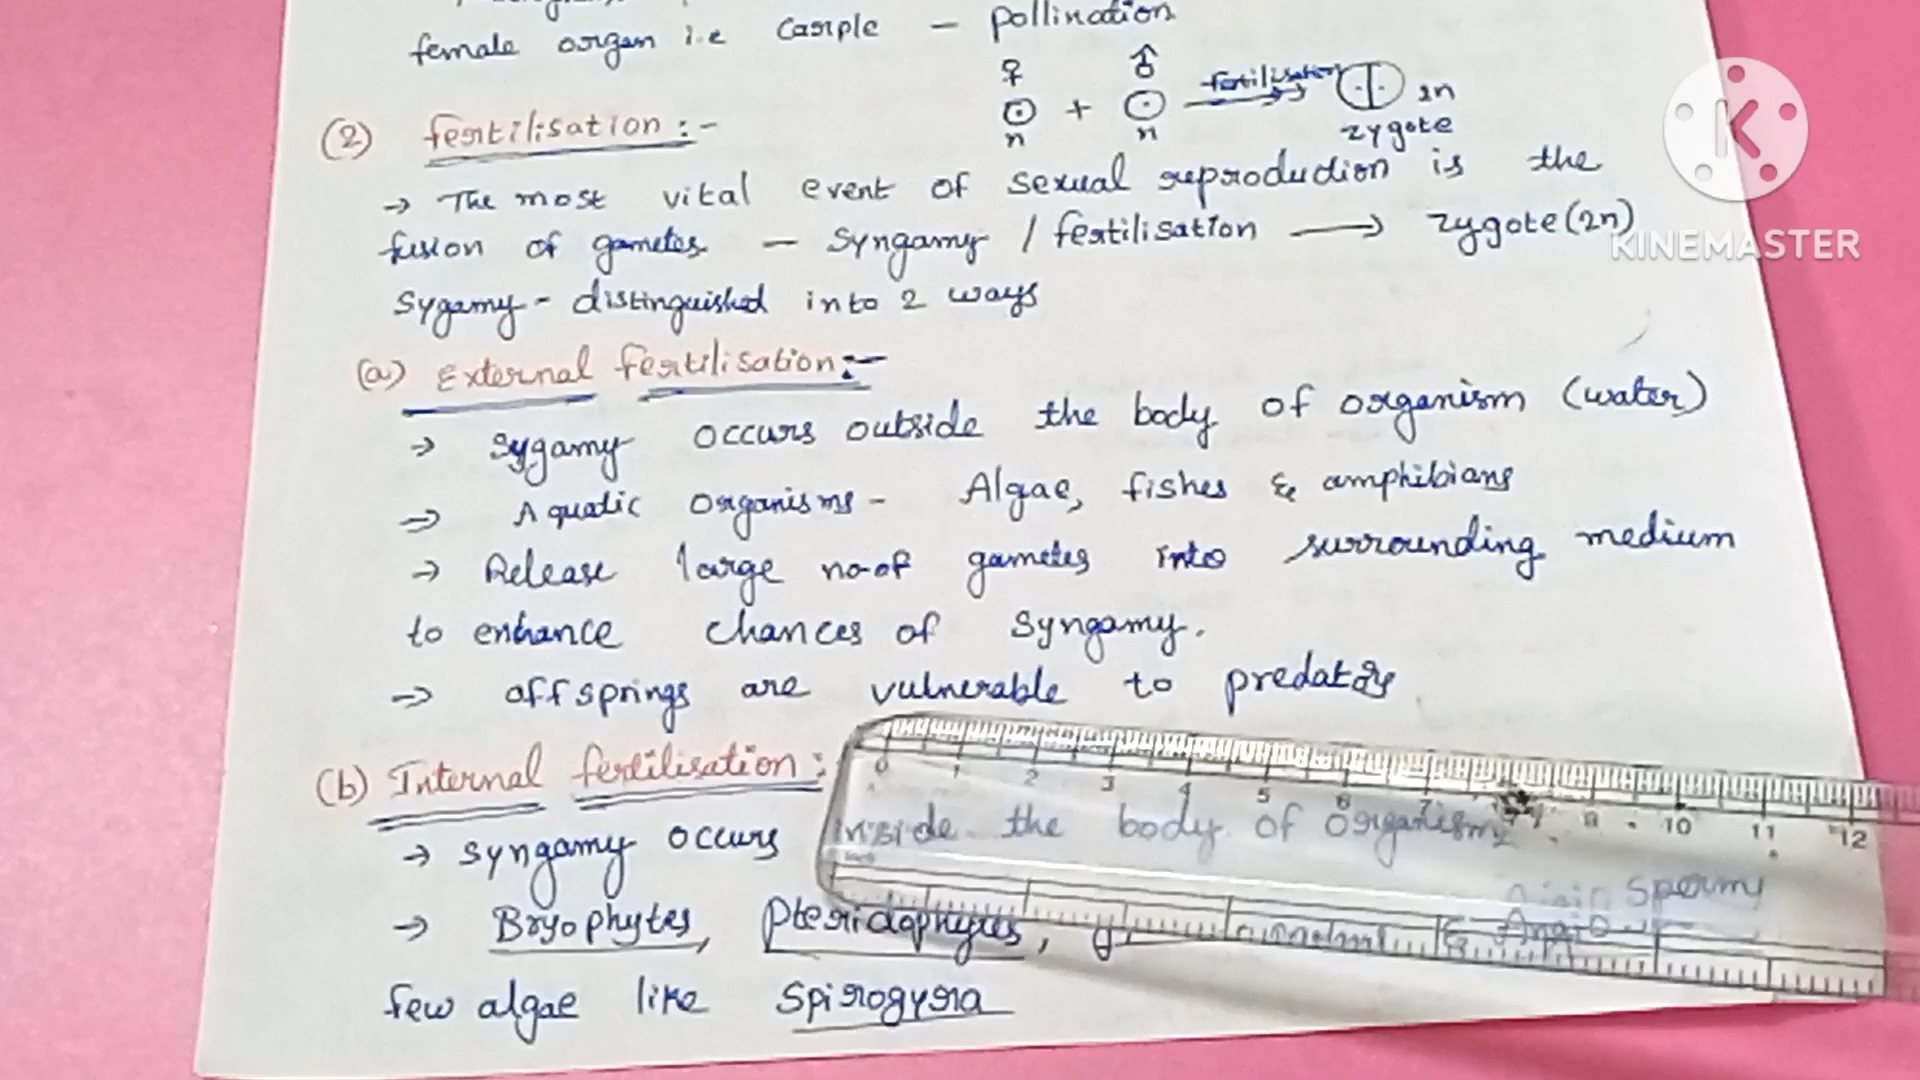 female organ i.e Carple - pollination
♀ ♂
+ fertilisation 2n
n n zygote
(2) fertilisation :-
→ The most vital event of sexual reproduction is the
fusion of gametes - Syngamy / fertilisation → zygote (2n)
Sygamy - distinguished into 2 ways
(a) External fertilisation :-
→ Sygamy occurs outside the body of organism (water)
→ Aquatic organisms - Algae, fishes & amphibians
→ Release large no of gametes into surrounding medium
to enhance chances of Syngamy.
→ offsprings are vulnerable to predators
(b) Internal fertilisation :
0 1 2 3 4 5 6 7 8 9 10 11 12
→ Syngamy occurs inside the body of organism
→ Bryophytes, Pteridophytes,
few algae like Spirogyra
K
KINEMASTER